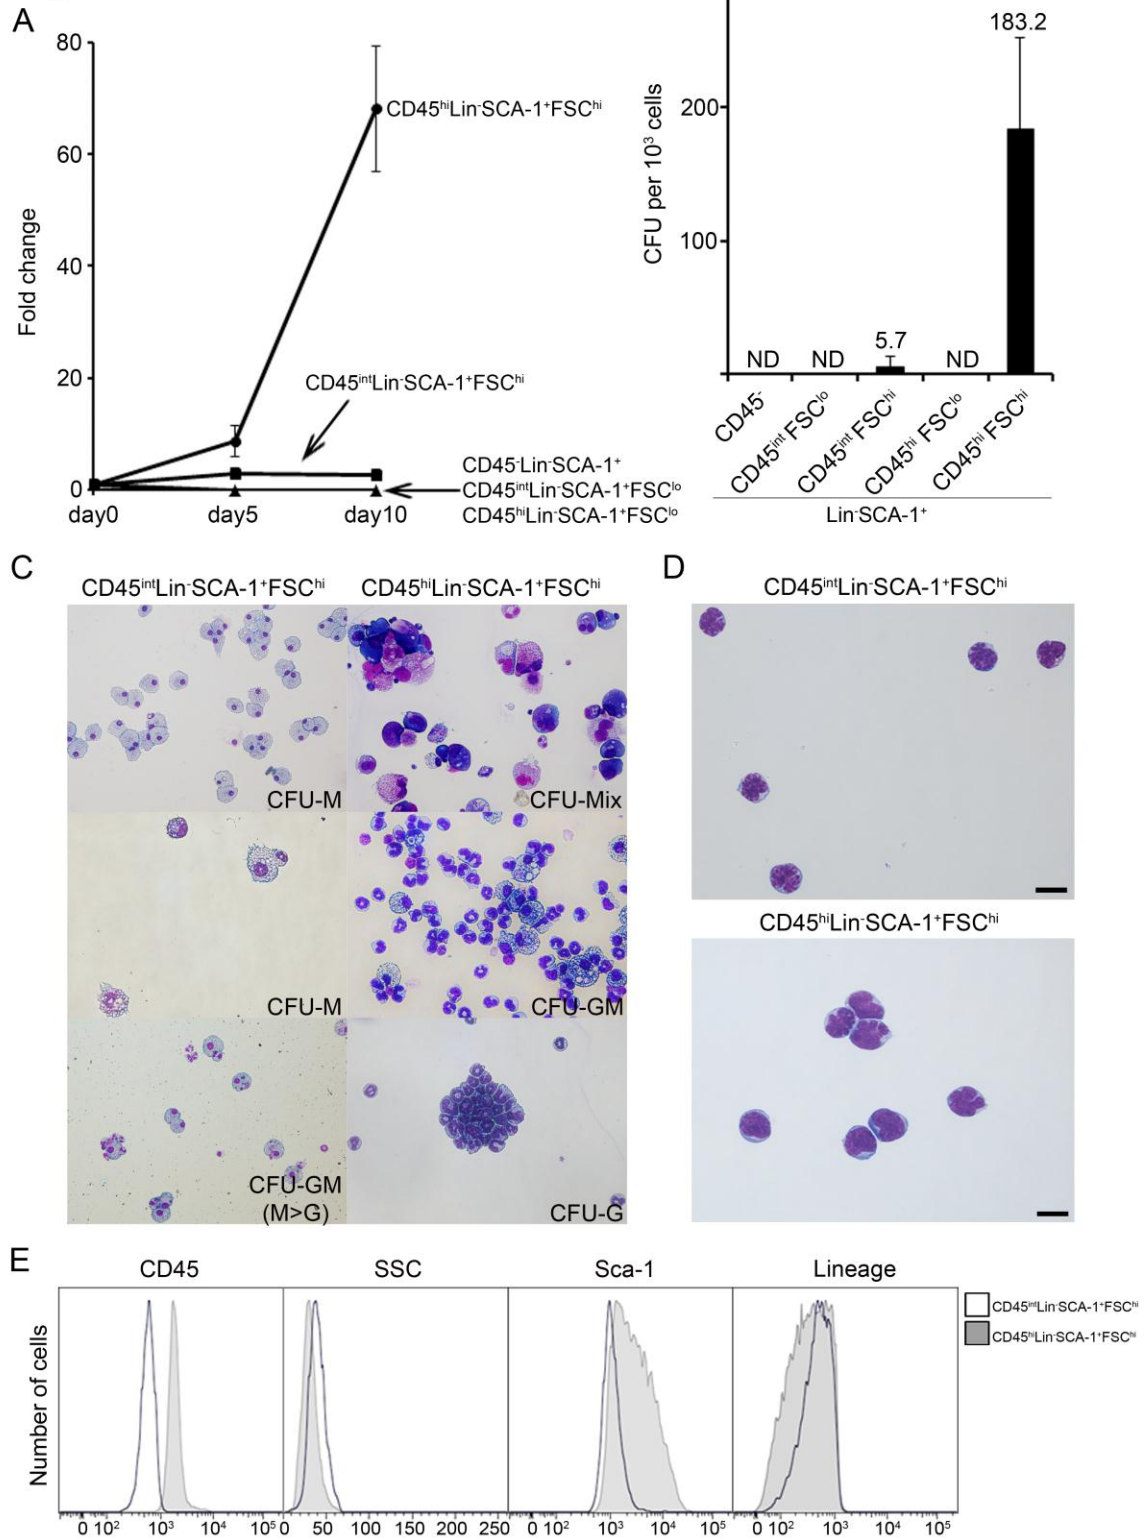 A
80
60
40
20
0
Fold change
day0 day5 day10
CD45hiLin-SCA-1+FSChi
CD45intLin-SCA-1+FSChi
CD45-Lin-SCA-1+
CD45intLin-SCA-1+FSClo
CD45hiLin-SCA-1+FSClo
CFU per 10³ cells
200
100
ND
ND
5.7
ND
183.2
CD45-
CD45int FSClo
CD45int FSChi
CD45hi FSClo
CD45hi FSChi
Lin-SCA-1+
C
CD45intLin-SCA-1+FSChi CD45hiLin-SCA-1+FSChi
CFU-M CFU-Mix
CFU-M CFU-GM
CFU-GM
(M>G) CFU-G
D
CD45intLin-SCA-1+FSChi
CD45hiLin-SCA-1+FSChi
E
CD45 SSC Sca-1 Lineage
Number of cells
0 10² 10³ 10⁴ 10⁵ 0 50 100 150 200 250 0 10² 10³ 10⁴ 10⁵ 0 10² 10³ 10⁴ 10⁵
CD45intLin-SCA-1+FSChi
CD45hiLin-SCA-1+FSChi